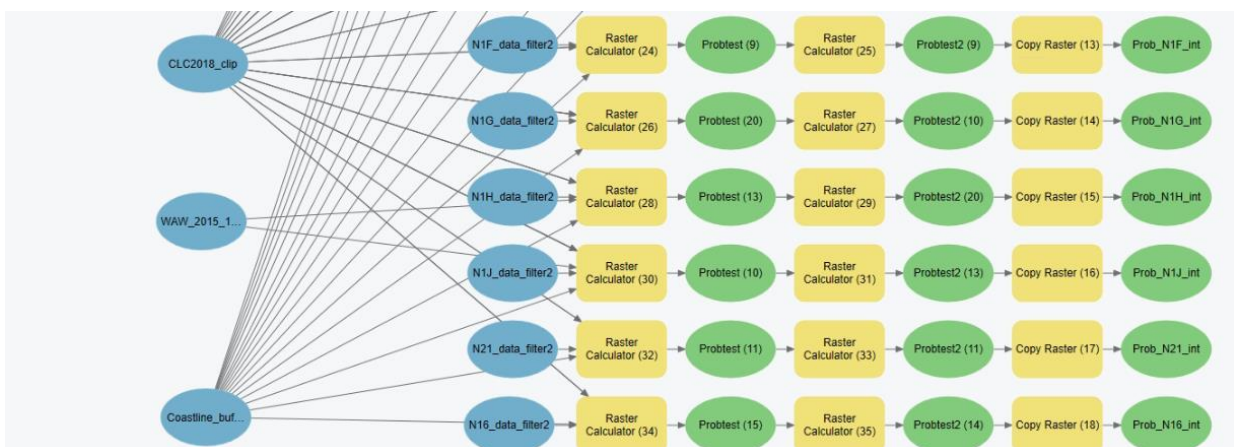 CLC2018_clip
WAW_2015_1...
Coastline_buf...
N1F_data_filter2
Raster
Calculator (24)
Probtest (9)
Raster
Calculator (25)
Probtest2 (9)
Copy Raster (13)
Prob_N1F_int
N1G_data_filter2
Raster
Calculator (26)
Probtest (20)
Raster
Calculator (27)
Probtest2 (10)
Copy Raster (14)
Prob_N1G_int
N1H_data_filter2
Raster
Calculator (28)
Probtest (13)
Raster
Calculator (29)
Probtest2 (20)
Copy Raster (15)
Prob_N1H_int
N1J_data_filter2
Raster
Calculator (30)
Probtest (10)
Raster
Calculator (31)
Probtest2 (13)
Copy Raster (16)
Prob_N1J_int
N21_data_filter2
Raster
Calculator (32)
Probtest (11)
Raster
Calculator (33)
Probtest2 (11)
Copy Raster (17)
Prob_N21_int
N16_data_filter2
Raster
Calculator (34)
Probtest (15)
Raster
Calculator (35)
Probtest2 (14)
Copy Raster (18)
Prob_N16_int